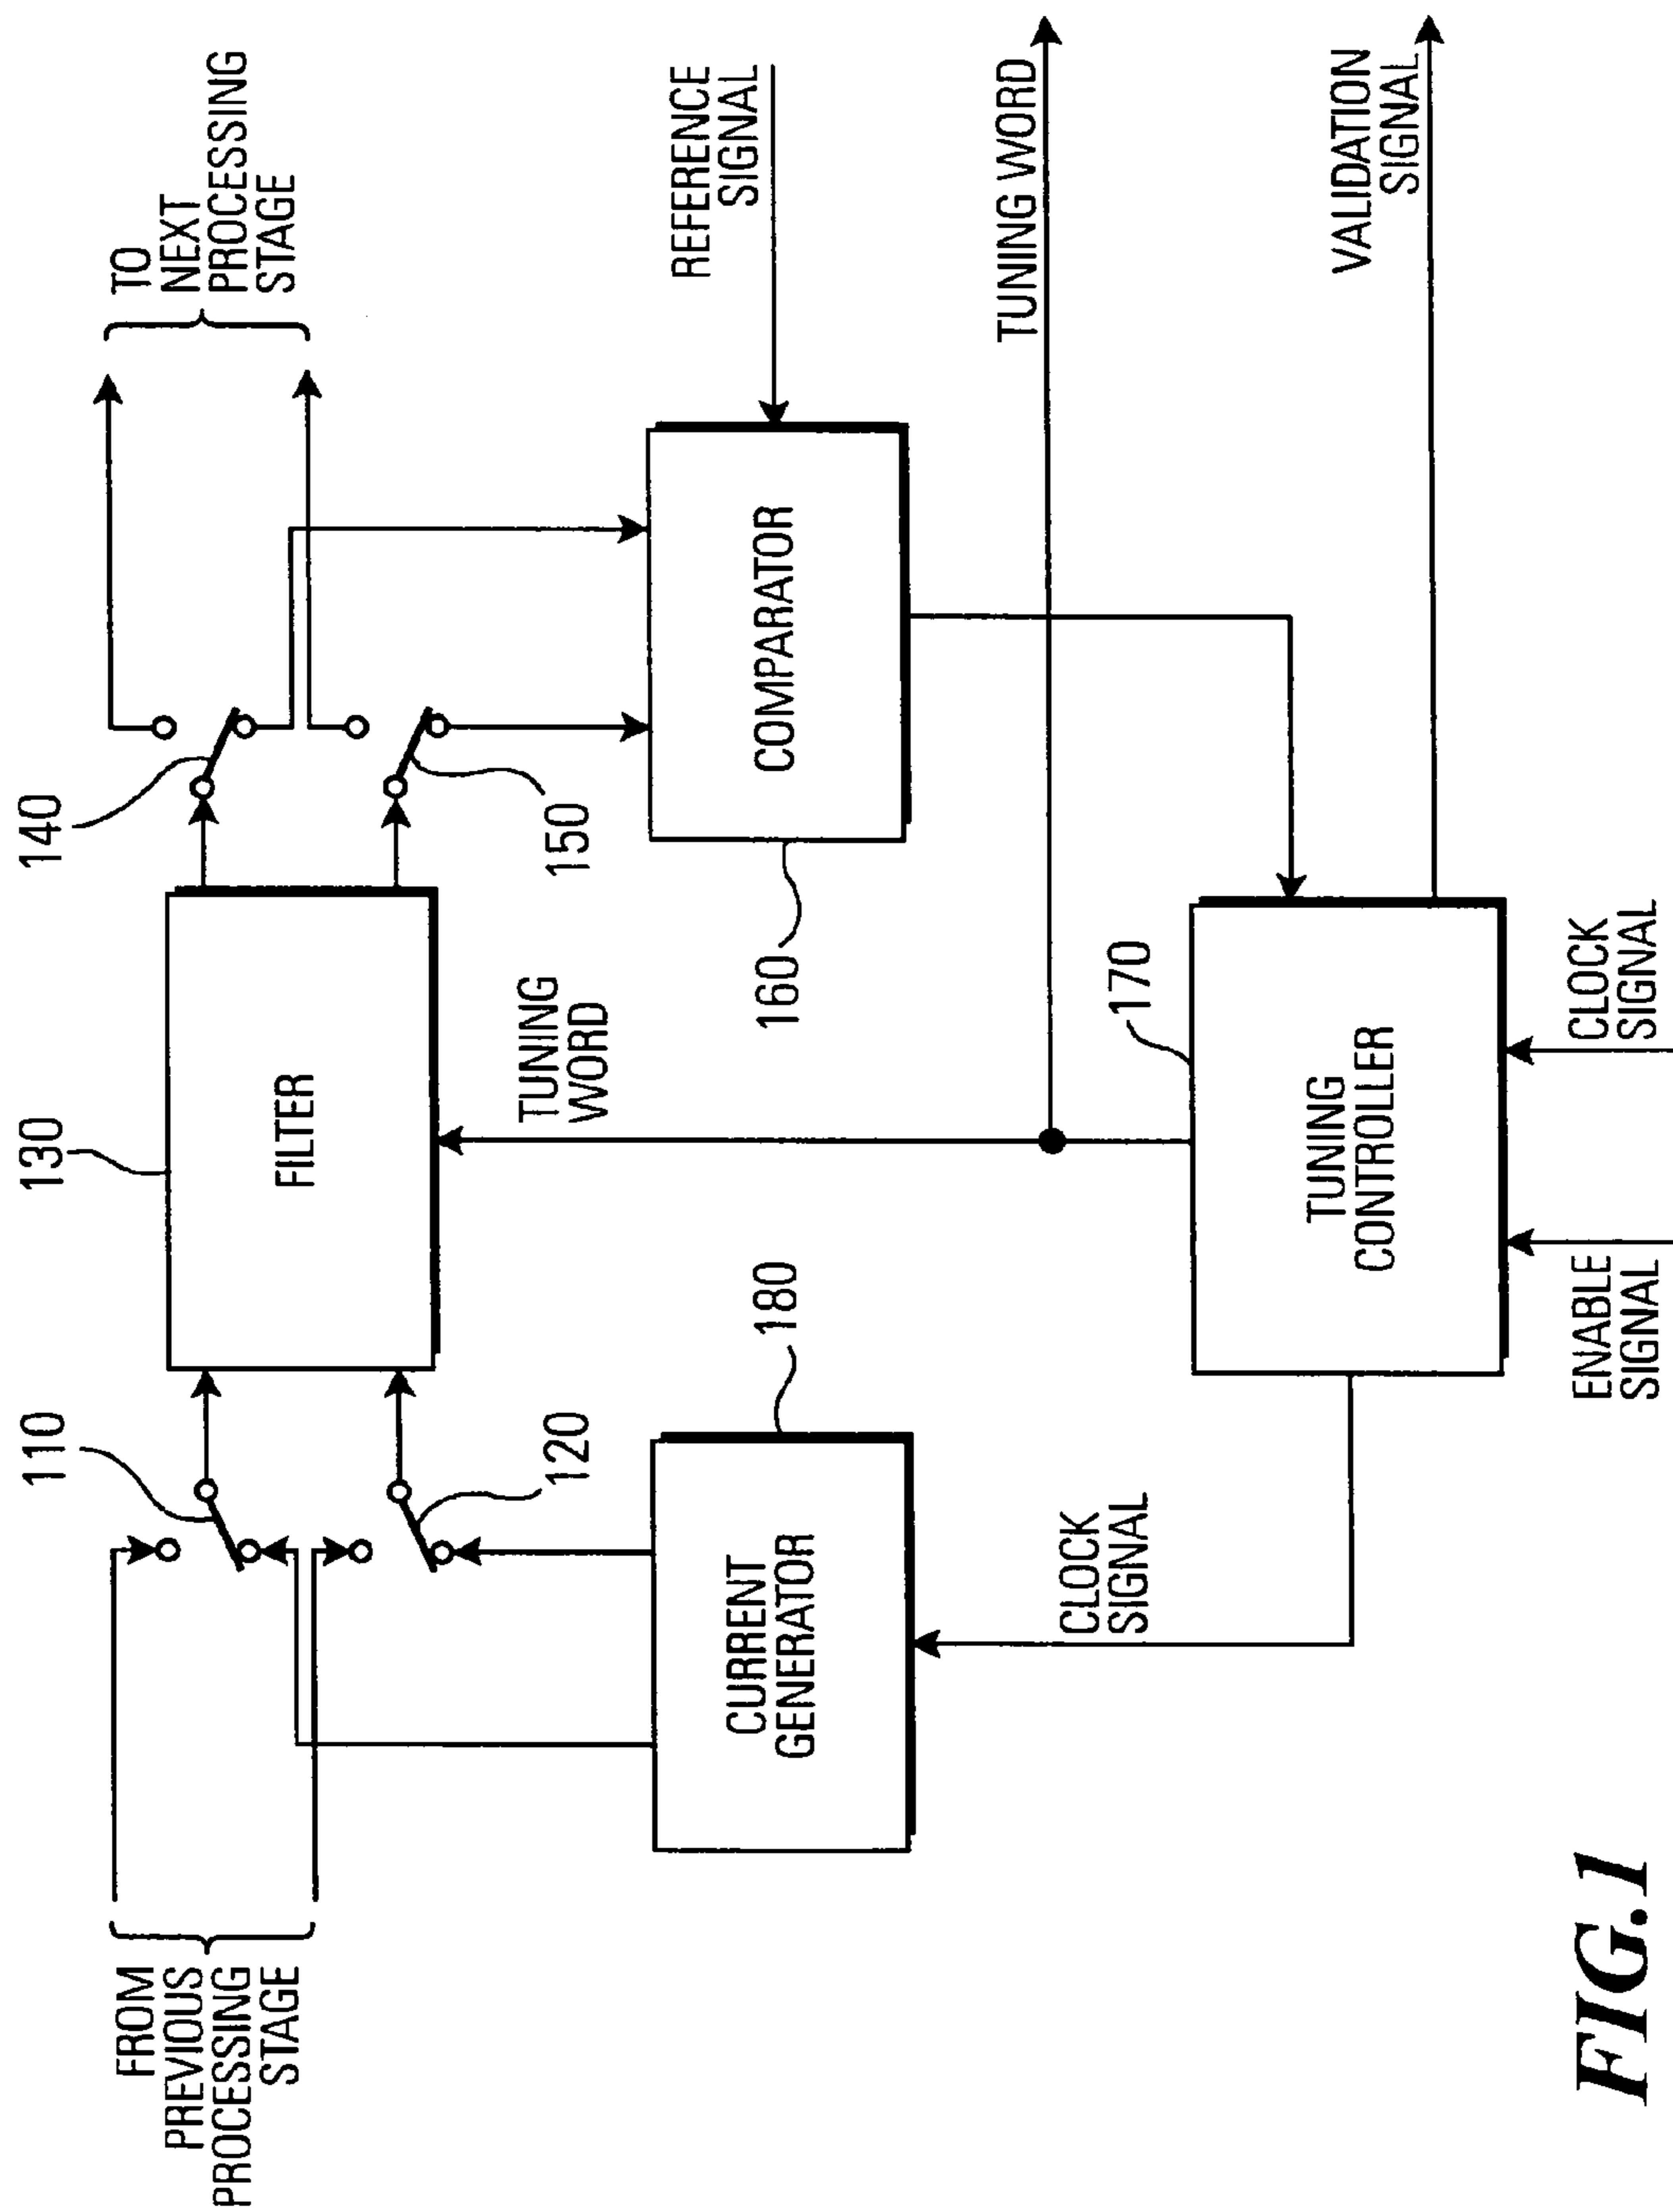 FROM
PREVIOUS
PROCESSING
STAGE
110
120
130
FILTER
140
150
TO
NEXT
PROCESSING
STAGE
CURRENT
GENERATOR
180
TUNING
WORD
160
COMPARATOR
REFERENCE
SIGNAL
TUNING WORD
CLOCK
SIGNAL
170
TUNING
CONTROLLER
VALIDATION
SIGNAL
ENABLE
SIGNAL
CLOCK
SIGNAL
FIG.1